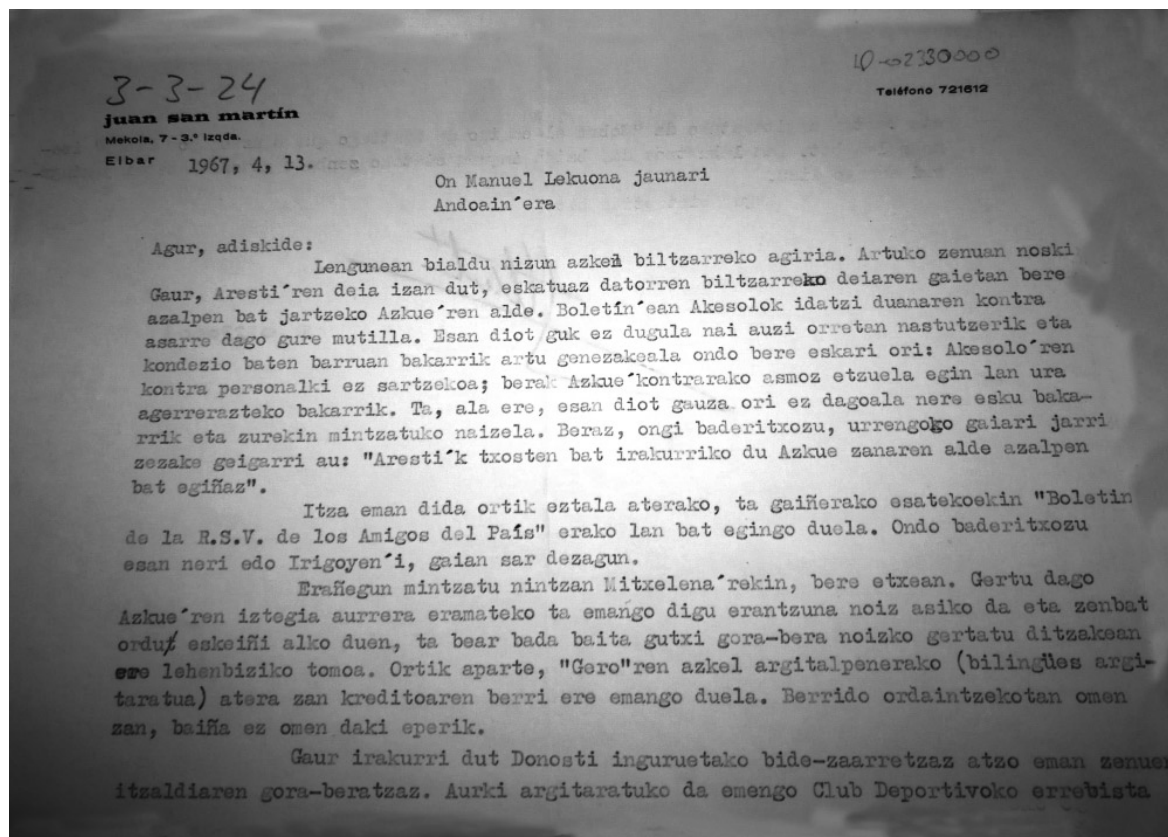 3-3-24
10-02330000
juan san martín
Teléfono 721612
Mekola, 7 - 3.º Izqda.
Eibar 1967, 4, 13.
On Manuel Lekuona jaunari
Andoain´era
Agur, adiskide:
Lengunean bialdu nizun azken biltzarreko agiria. Artuko zenuan noski
Gaur, Aresti´ren deia izan dut, eskatuaz datorren biltzarreko deiaren gaietan bere
azalpen bat jartzeko Azkue´ren alde. Boletín´ean Akesolok idatzi duanaren kontra
asarre dago gure mutilla. Esan diot guk ez dugula nai auzi orretan nastutzerik eta
kondezio baten barruan bakarrik artu genezakeala ondo bere eskari ori: Akesolo´ren
kontra personalki ez sartzekoa; berak Azkue´kontrarako asmoz etzuela egin lan ura
agerrerazteko bakarrik. Ta, ala ere, esan diot gauza ori ez dagoala nere esku baka-
rrik eta zurekin mintzatuko naizela. Beraz, ongi baderitxozu, urrengoko gaiari jarri
zezake geigarri au: "Aresti´k txosten bat irakurriko du Azkue zanaren alde azalpen
bat egiñaz".
Itza eman dida ortik eztala aterako, ta gaiñerako esatekoekin "Boletin
de la R.S.V. de los Amigos del País" erako lan bat egingo duela. Ondo baderitxozu
esan neri edo Irigoyen´i, gaian sar dezagun.
Erañegun mintzatu nintzan Mitxelena´rekin, bere etxean. Gertu dago
Azkue´ren iztegia aurrera eramateko ta emango digu erantzuna noiz asiko da eta zenbat
ordu eskeiñi alko duen, ta bear bada baita gutxi gora-bera noizko gertatu ditzakean
ere lehenbiziko tomoa. Ortik aparte, "Gero"ren azkel argitalpenerako (bilingües argi-
taratua) atera zan kreditoaren berri ere emango duela. Berrido ordaintzekotan omen
zan, baiña ez omen daki eperik.
Gaur irakurri dut Donosti inguruetako bide-zaarretzaz atzo eman zenuen
itzaldiaren gora-beratzaz. Aurki argitaratuko da emengo Club Deportivoko errebista